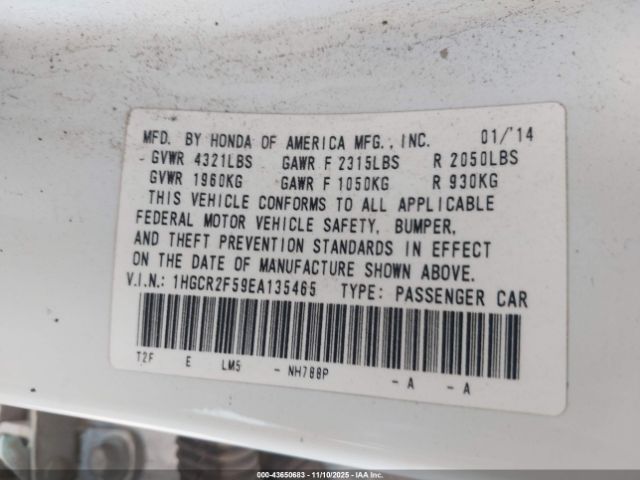 MFD. BY HONDA OF AMERICA MFG., INC. 01/'14
GVWR 4321LBS GAWR F 2315LBS R 2050LBS
GVWR 1960KG GAWR F 1050KG R 930KG
THIS VEHICLE CONFORMS TO ALL APPLICABLE
FEDERAL MOTOR VEHICLE SAFETY, BUMPER,
AND THEFT PREVENTION STANDARDS IN EFFECT
ON THE DATE OF MANUFACTURE SHOWN ABOVE.
V.I.N.: 1HGCR2F59EA135465 TYPE: PASSENGER CAR
T2F E LM5 - NH788P - A - A
000-43650683 - 11/10/2025 - IAA Inc.